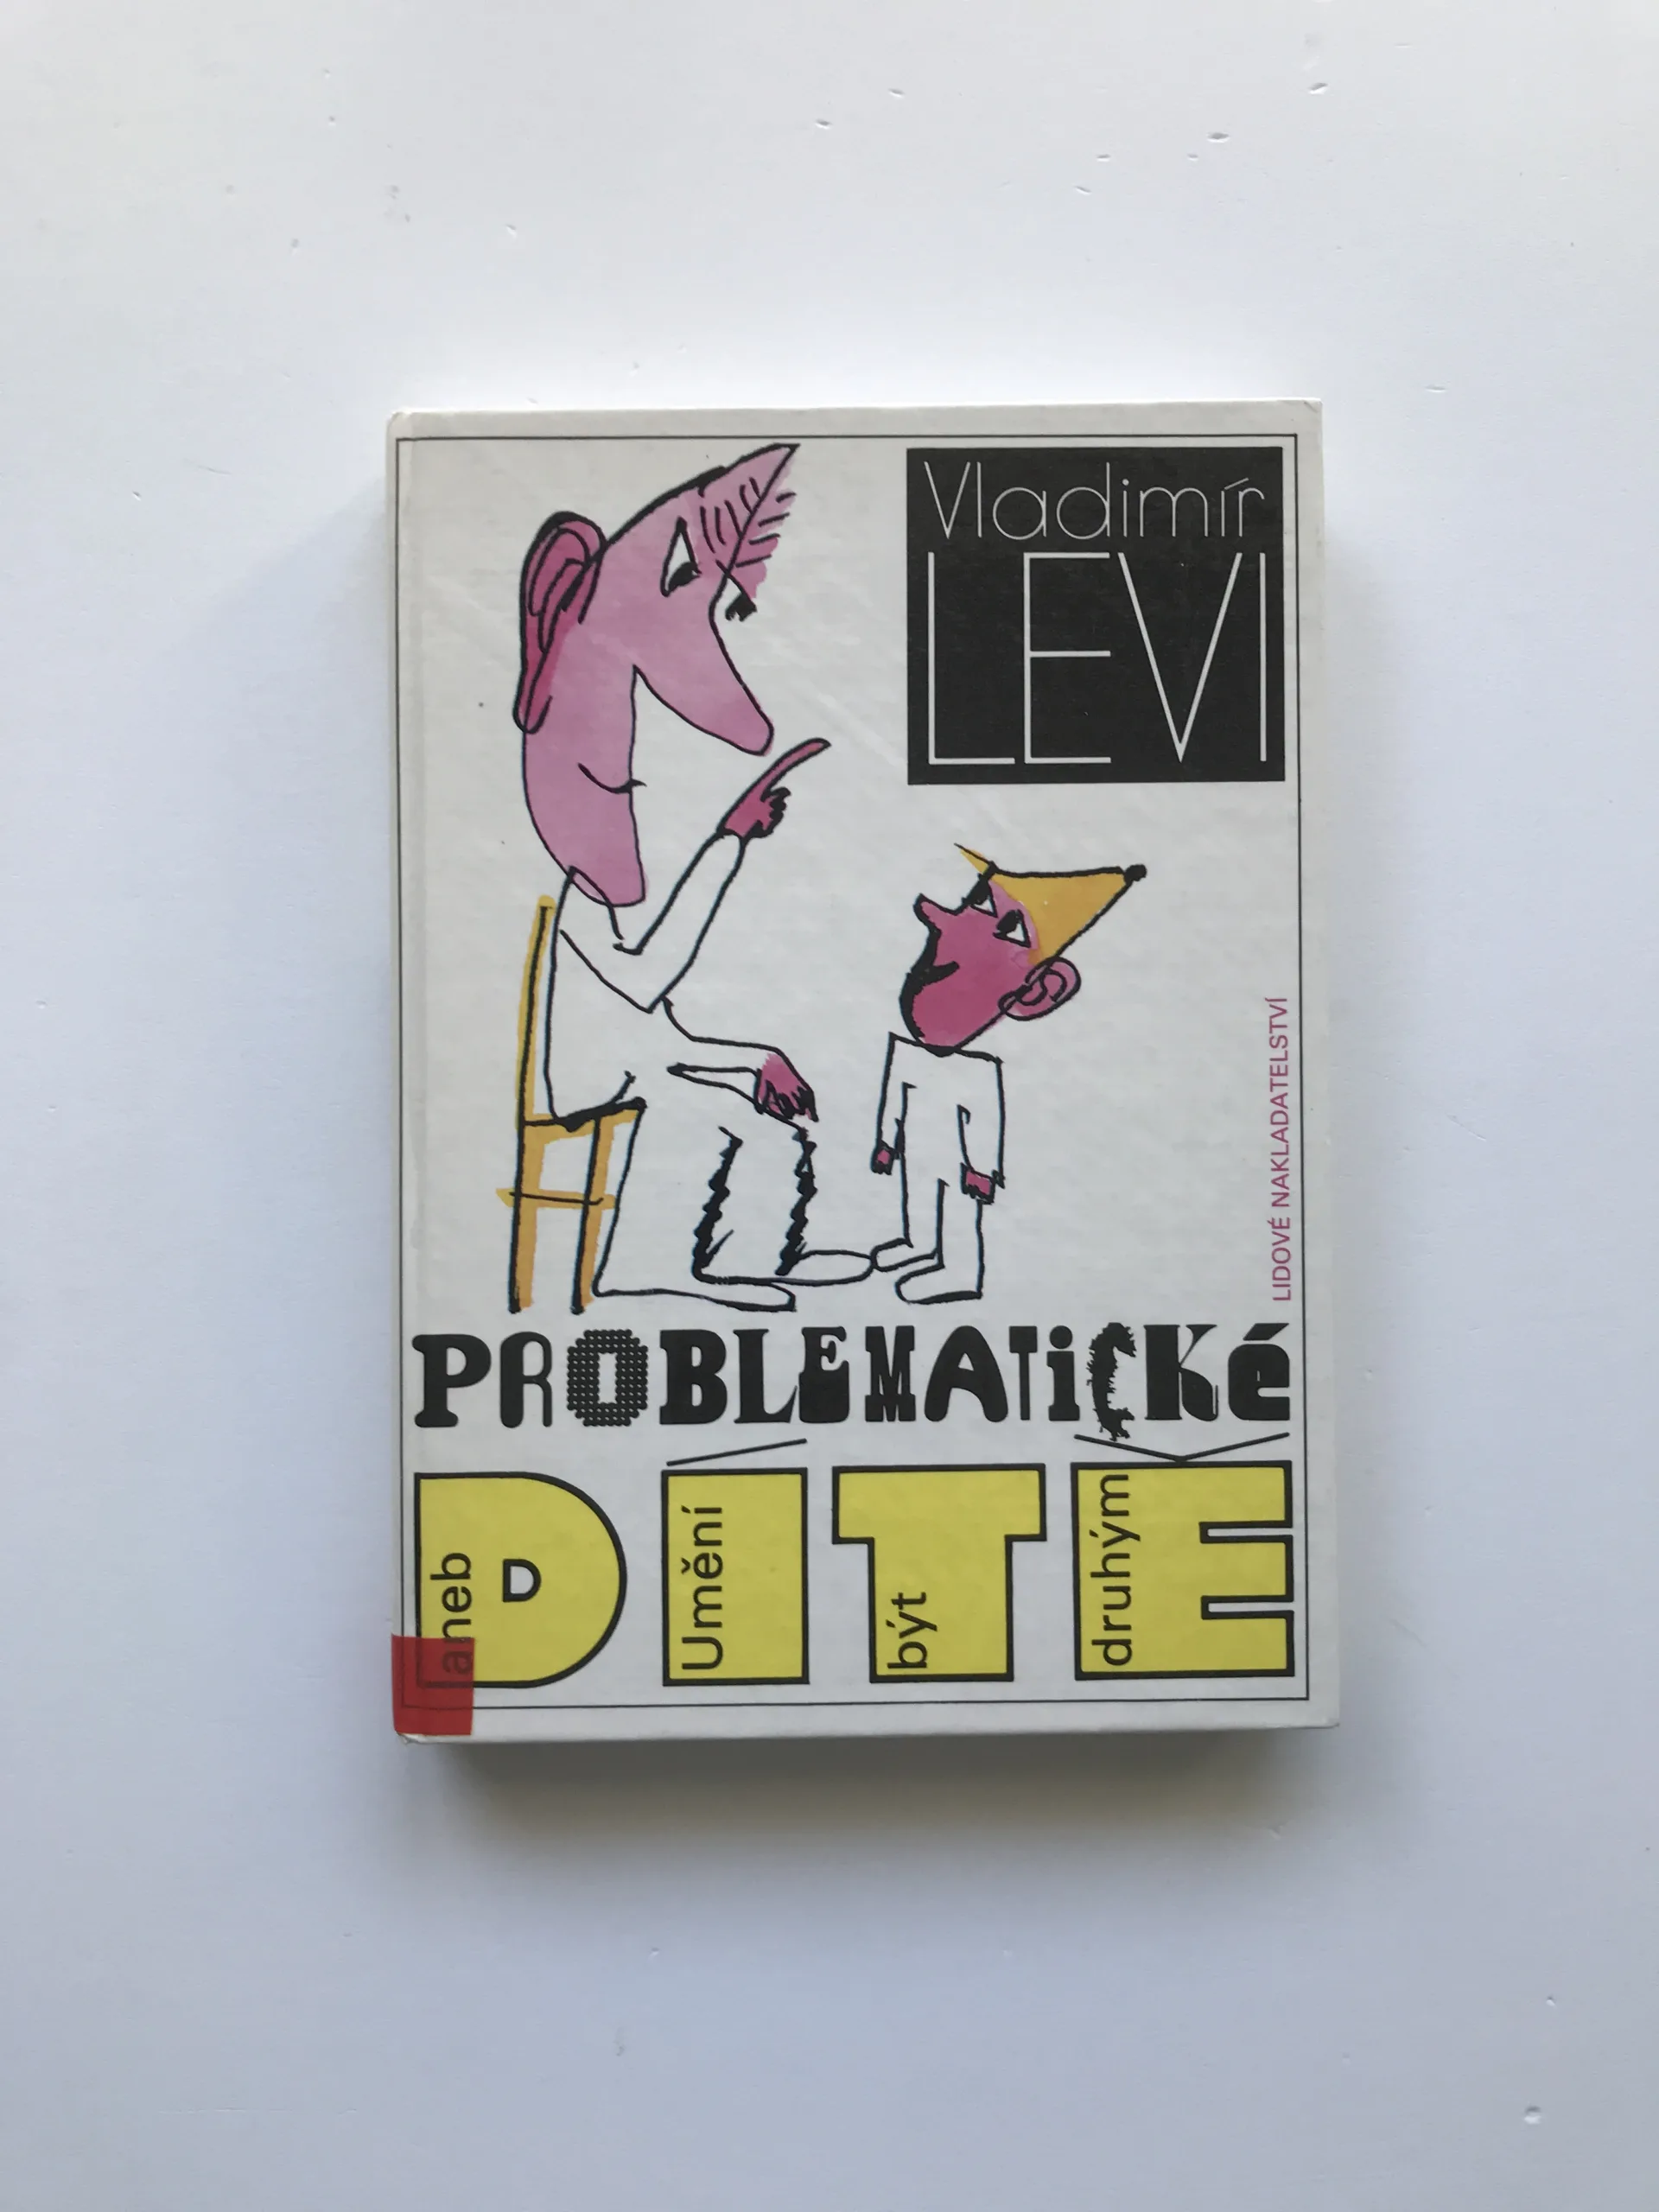 Vladimír
LEVI
LIDOVÉ NAKLADATELSTVÍ
PROBLEMATiCKé
DÍTĚ
aneb
Umění
být
druhým